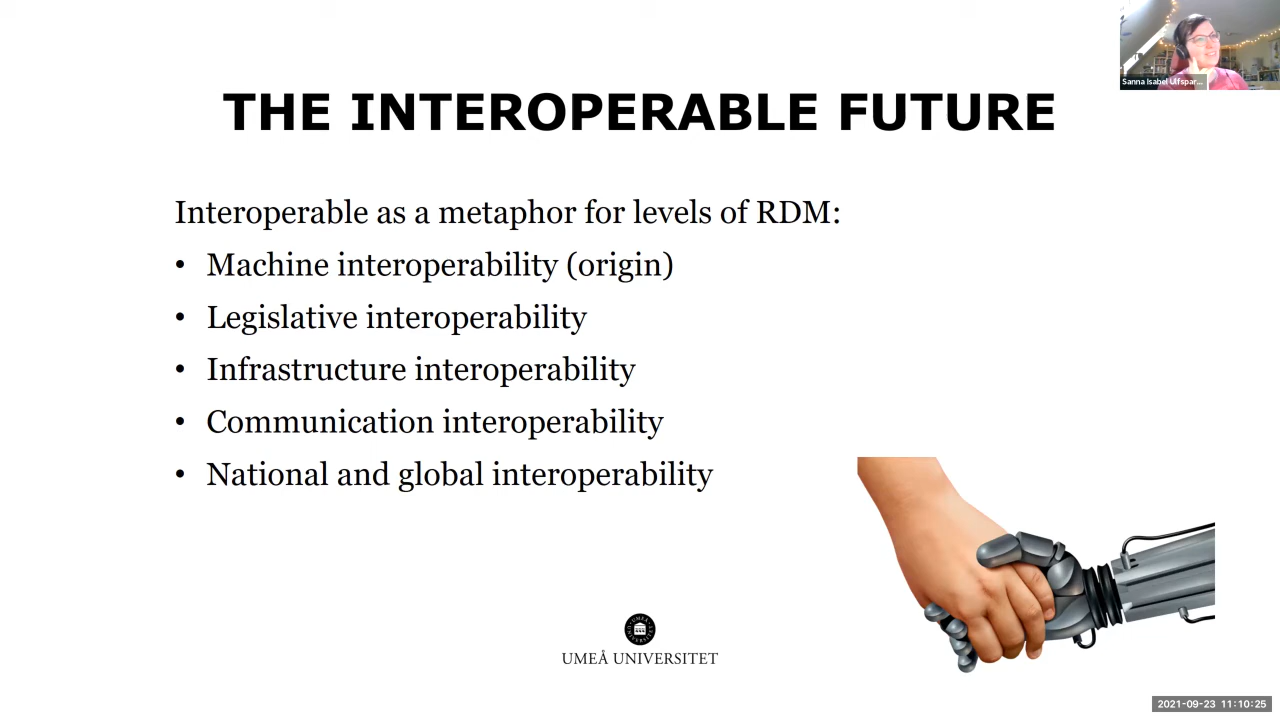 Sanna Isabel Ulfspar...
THE INTEROPERABLE FUTURE
Interoperable as a metaphor for levels of RDM:
• Machine interoperability (origin)
• Legislative interoperability
• Infrastructure interoperability
• Communication interoperability
• National and global interoperability
UMEÅ UNIVERSITET
2021-09-23 11:10:25